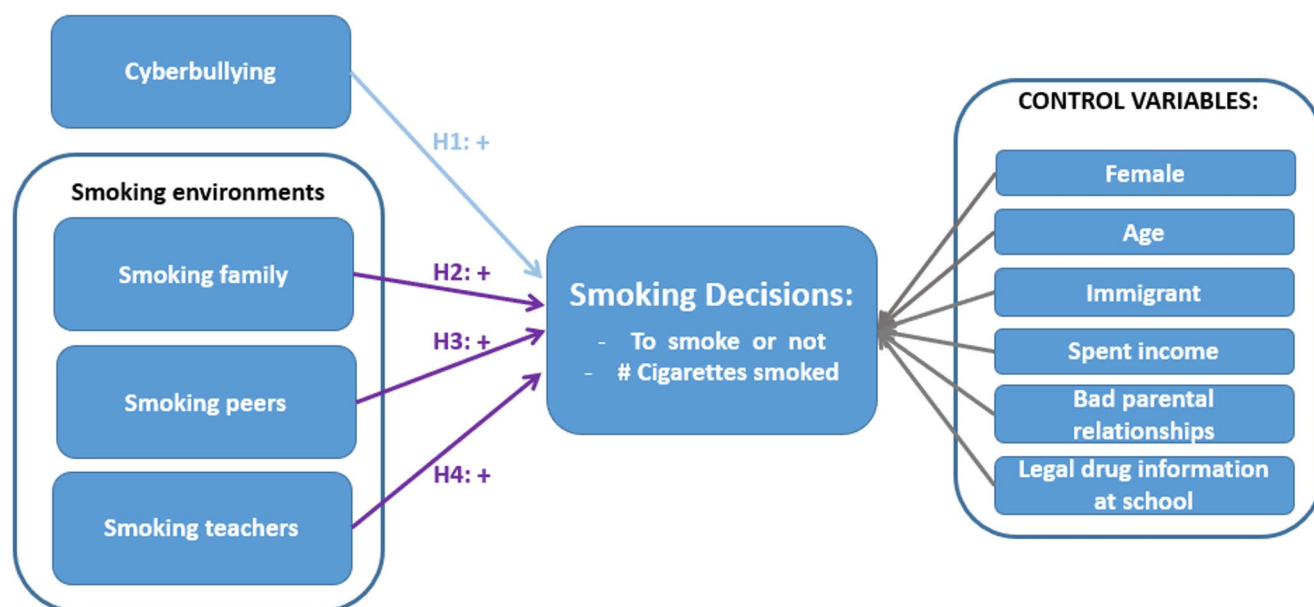 Cyberbullying
H1: +
Smoking environments
Smoking family
H2: +
Smoking peers
H3: +
Smoking teachers
H4: +
Smoking Decisions:
- To smoke or not
- # Cigarettes smoked
CONTROL VARIABLES:
Female
Age
Immigrant
Spent income
Bad parental
relationships
Legal drug information
at school